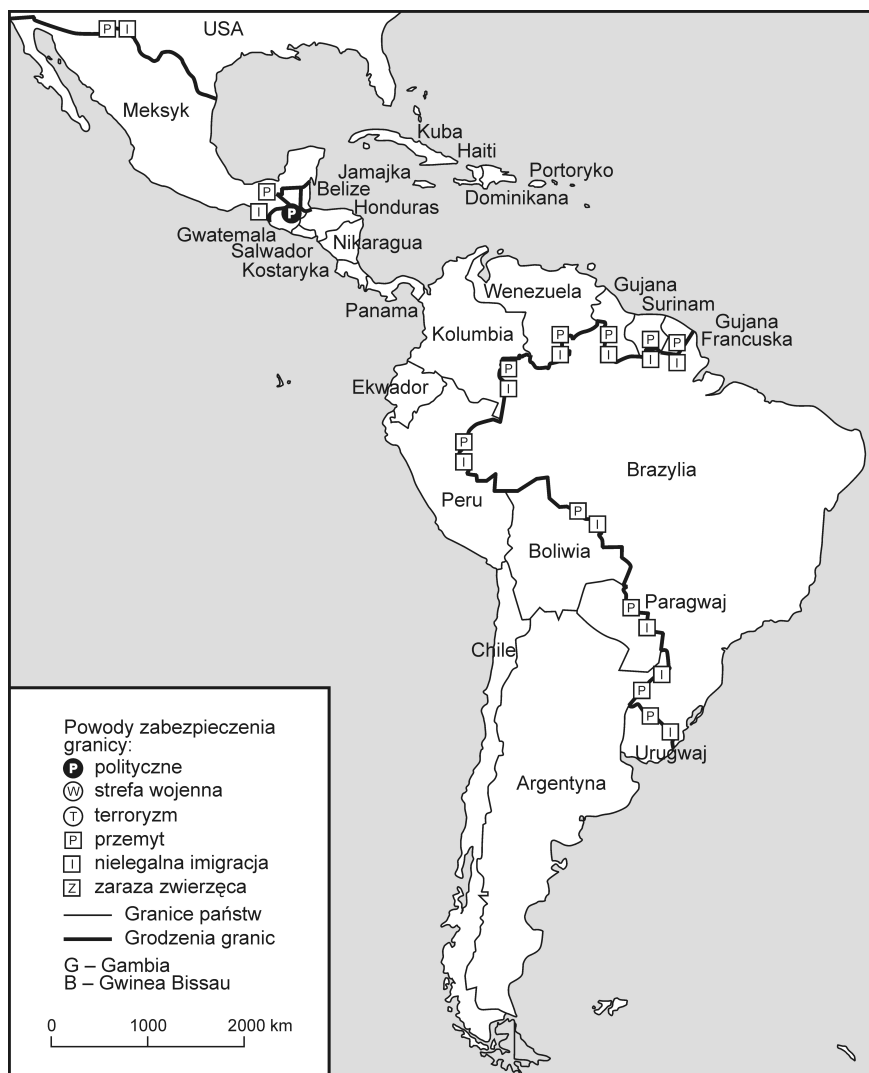 USA
P I
Meksyk
Kuba
Haiti
Jamajka
Portoryko
P
Belize
Dominikana
I
P
Honduras
Gwatemala
Salwador
Nikaragua
Kostaryka
Panama
Wenezuela
Gujana
Surinam
Gujana
Francuska
Kolumbia
P
I
P
I
P
I
P
I
P
I
Ekwador
P
I
Peru
Brazylia
P
I
Boliwia
P
I
Paragwaj
Chile
I
P
P
I
Urugwaj
Argentyna
Powody zabezpieczenia
granicy:
P polityczne
W strefa wojenna
T terroryzm
P przemyt
I nielegalna imigracja
Z zaraza zwierzęca
Granice państw
Grodzenia granic
G – Gambia
B – Gwinea Bissau
0 1000 2000 km